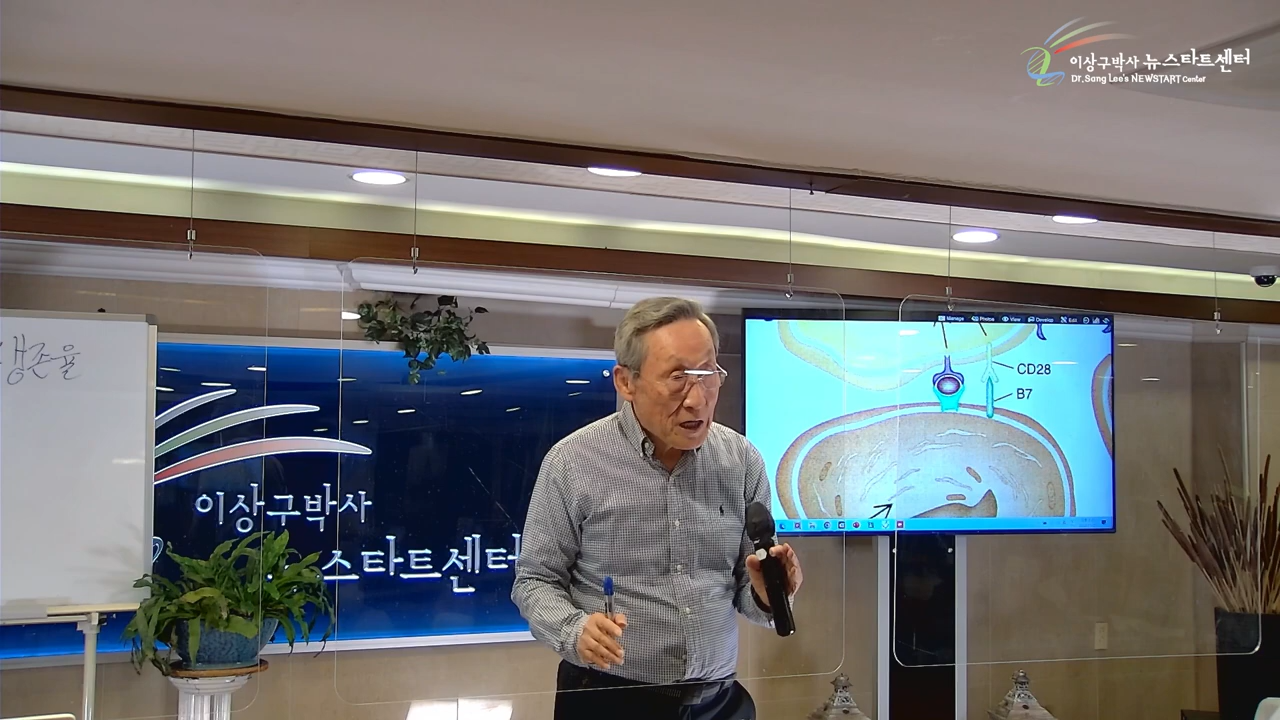 이상구박사 뉴스타트센터
Dr. Sang Lee's NEWSTART Center
생존율
이상구박사
스타트센터
Manage Photos View Develop Edit
CD28
B7